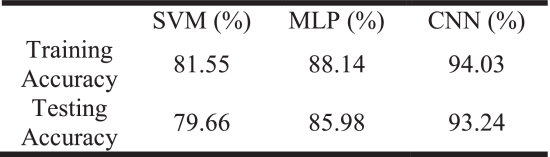 SVM (%) MLP (%) CNN (%)
Training
Accuracy 81.55 88.14 94.03
Testing
Accuracy 79.66 85.98 93.24